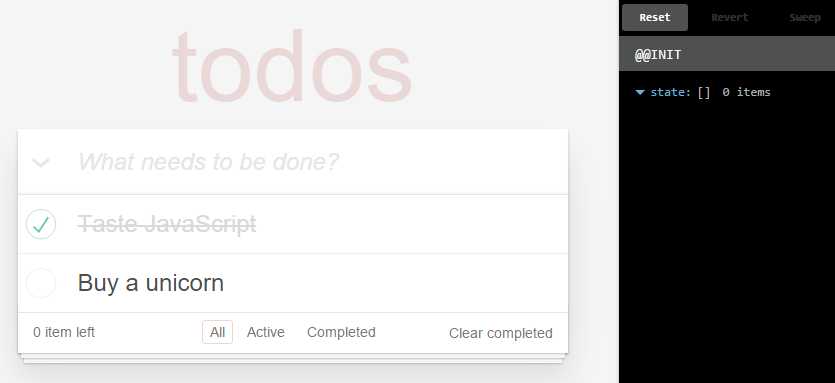 todos
What needs to be done?
Taste JavaScript
Buy a unicorn
0 item left All Active Completed Clear completed
Reset Revert Sweep
@@INIT
state: [] 0 items